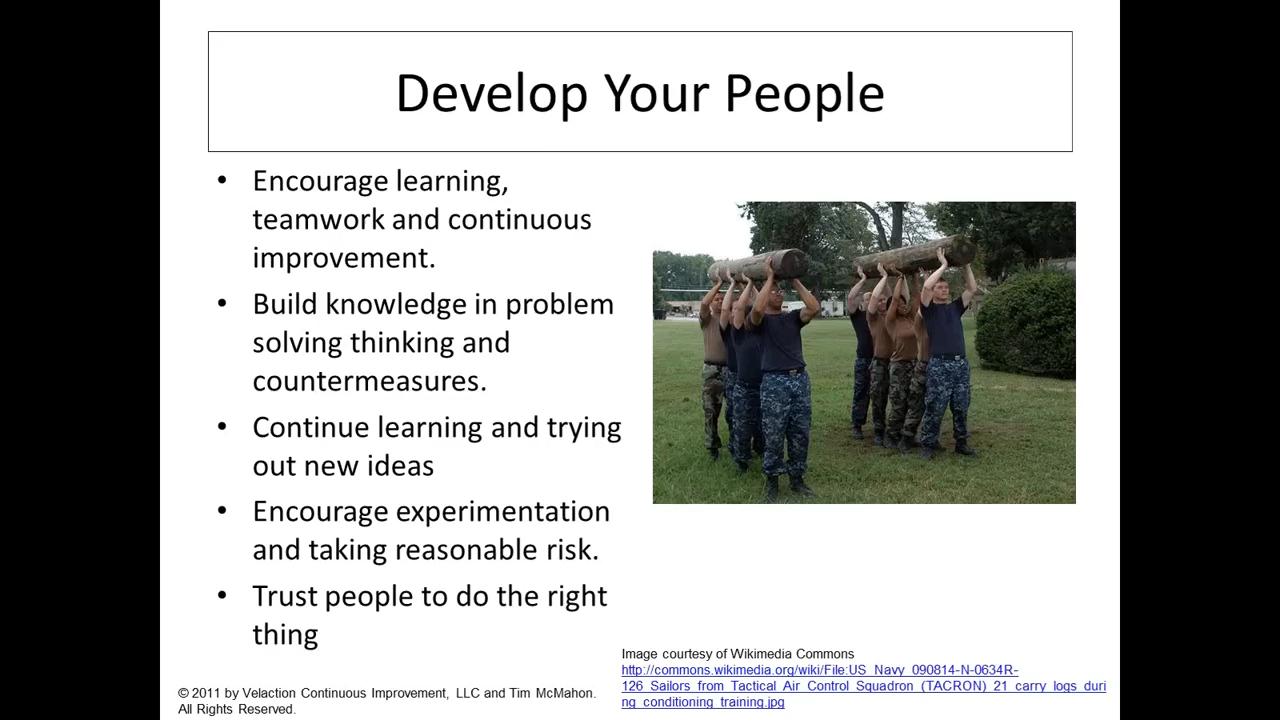 Develop Your People
• Encourage learning,
teamwork and continuous
improvement.
• Build knowledge in problem
solving thinking and
countermeasures.
• Continue learning and trying
out new ideas
• Encourage experimentation
and taking reasonable risk.
• Trust people to do the right
thing
Image courtesy of Wikimedia Commons
http://commons.wikimedia.org/wiki/File:US_Navy_090814-N-0634R-
126_Sailors_from_Tactical_Air_Control_Squadron_(TACRON)_21_carry_logs_duri
ng_conditioning_training.jpg
© 2011 by Velaction Continuous Improvement, LLC and Tim McMahon.
All Rights Reserved.